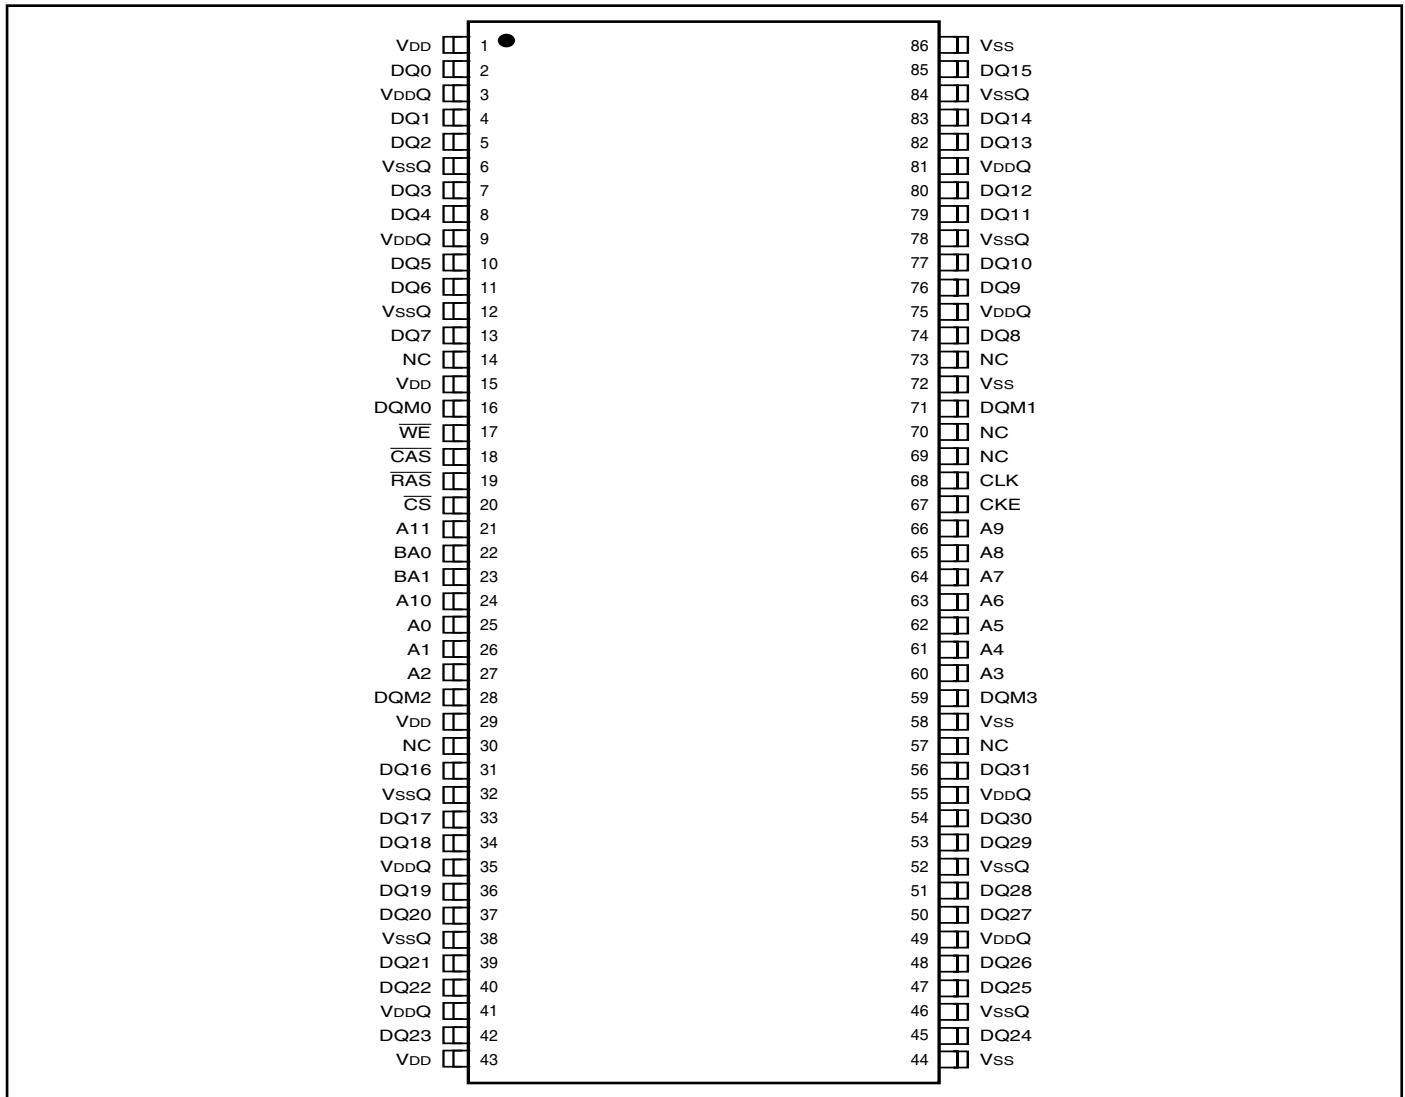 VDD 1 86 VSS
DQ0 2 85 DQ15
VDDQ 3 84 VSSQ
DQ1 4 83 DQ14
DQ2 5 82 DQ13
VSSQ 6 81 VDDQ
DQ3 7 80 DQ12
DQ4 8 79 DQ11
VDDQ 9 78 VSSQ
DQ5 10 77 DQ10
DQ6 11 76 DQ9
VSSQ 12 75 VDDQ
DQ7 13 74 DQ8
NC 14 73 NC
VDD 15 72 VSS
DQM0 16 71 DQM1
W̅E̅ 17 70 NC
C̅A̅S̅ 18 69 NC
R̅A̅S̅ 19 68 CLK
C̅S̅ 20 67 CKE
A11 21 66 A9
BA0 22 65 A8
BA1 23 64 A7
A10 24 63 A6
A0 25 62 A5
A1 26 61 A4
A2 27 60 A3
DQM2 28 59 DQM3
VDD 29 58 VSS
NC 30 57 NC
DQ16 31 56 DQ31
VSSQ 32 55 VDDQ
DQ17 33 54 DQ30
DQ18 34 53 DQ29
VDDQ 35 52 VSSQ
DQ19 36 51 DQ28
DQ20 37 50 DQ27
VSSQ 38 49 VDDQ
DQ21 39 48 DQ26
DQ22 40 47 DQ25
VDDQ 41 46 VSSQ
DQ23 42 45 DQ24
VDD 43 44 VSS